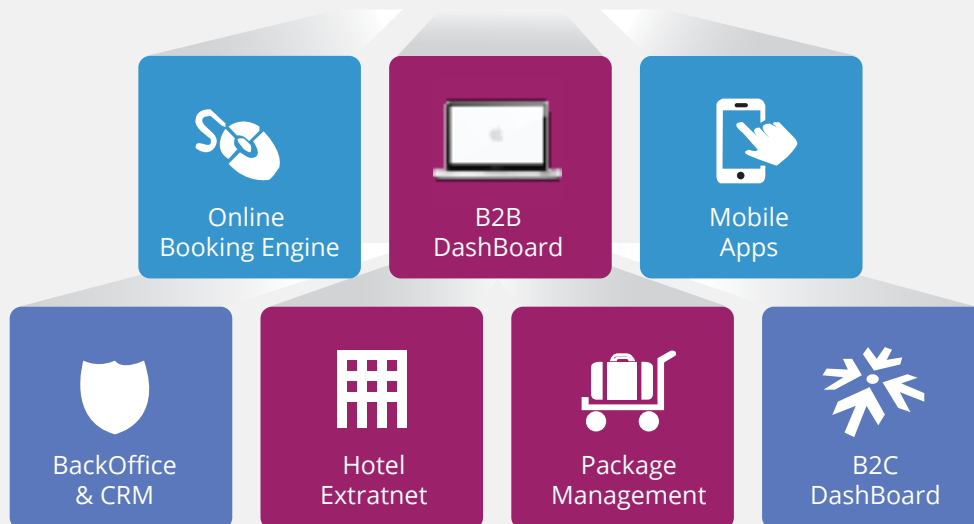 Online
Booking Engine
B2B
DashBoard
Mobile
Apps
BackOffice
& CRM
Hotel
Extratnet
Package
Management
B2C
DashBoard